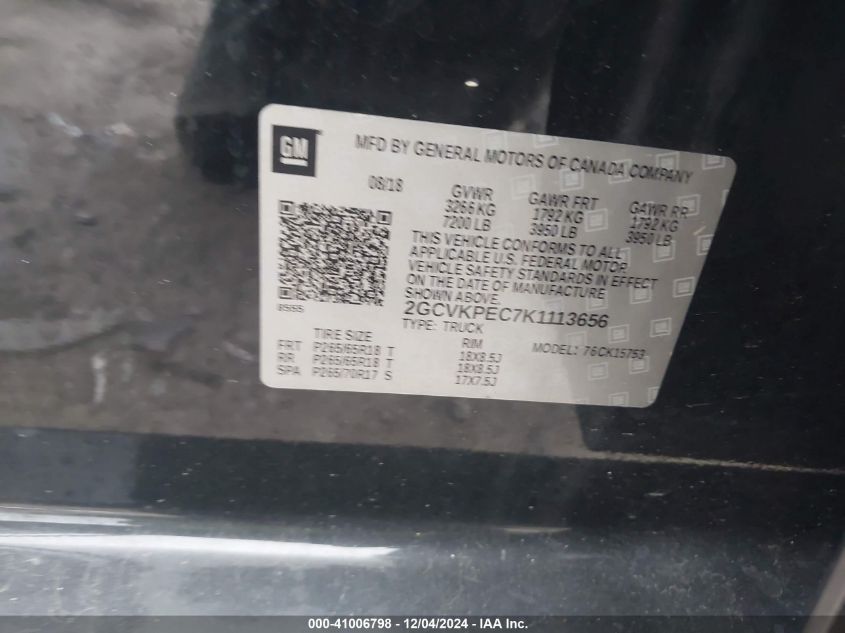 GM
MFD BY GENERAL MOTORS OF CANADA COMPANY
08/18 GVWR GAWR FRT GAWR RR
3266 KG 1792 KG 1792 KG
7200 LB 3950 LB 3950 LB
THIS VEHICLE CONFORMS TO ALL
APPLICABLE U.S. FEDERAL MOTOR
VEHICLE SAFETY STANDARDS IN EFFECT
ON THE DATE OF MANUFACTURE
SHOWN ABOVE.
2GCVKPEC7K1113656
TYPE: TRUCK
MODEL: 76CK15753
TIRE SIZE RIM
FRT P265/65R18 T 18X8.5J
RR P265/65R18 T 18X8.5J
SPA P265/70R17 S 17X7.5J
000-41006798 - 12/04/2024 - IAA Inc.